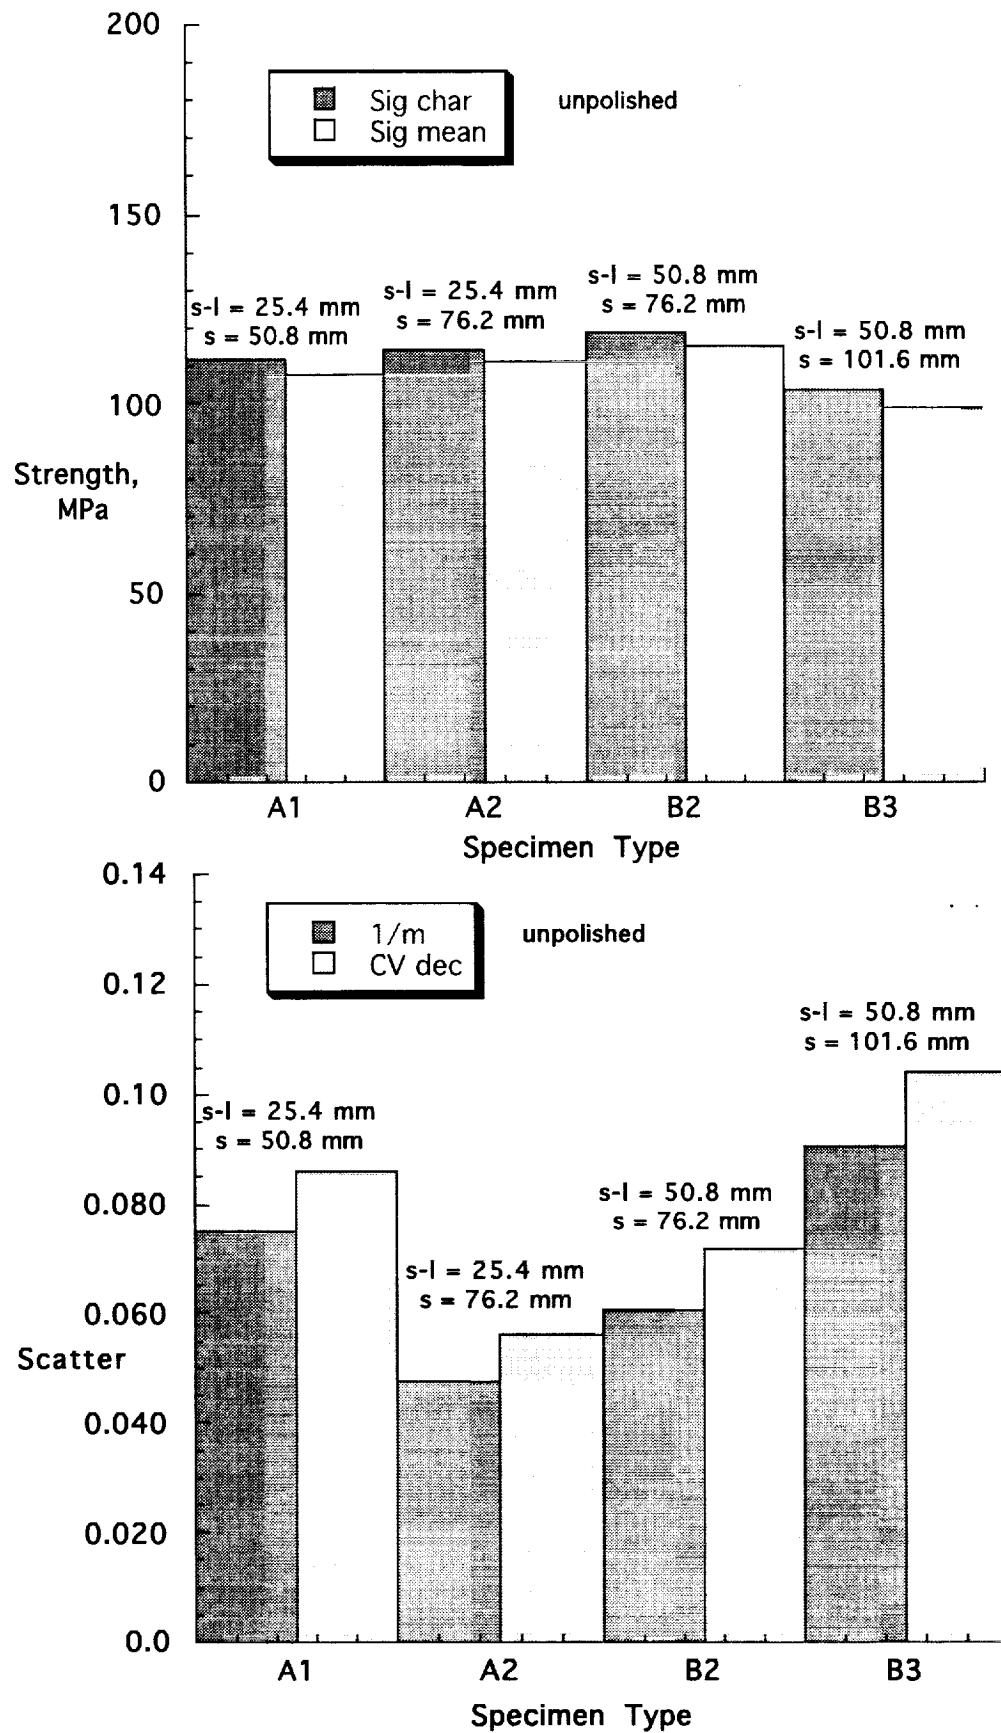 200
Sig char
Sig mean
unpolished
150
s-l = 25.4 mm
s = 50.8 mm
s-l = 25.4 mm
s = 76.2 mm
s-l = 50.8 mm
s = 76.2 mm
s-l = 50.8 mm
s = 101.6 mm
100
Strength,
MPa
50
0
A1 A2 B2 B3
Specimen Type
0.14
1/m
CV dec
unpolished
0.12
s-l = 50.8 mm
s = 101.6 mm
0.10
s-l = 25.4 mm
s = 50.8 mm
0.080
s-l = 50.8 mm
s = 76.2 mm
s-l = 25.4 mm
s = 76.2 mm
0.060
Scatter
0.040
0.020
0.0
A1 A2 B2 B3
Specimen Type